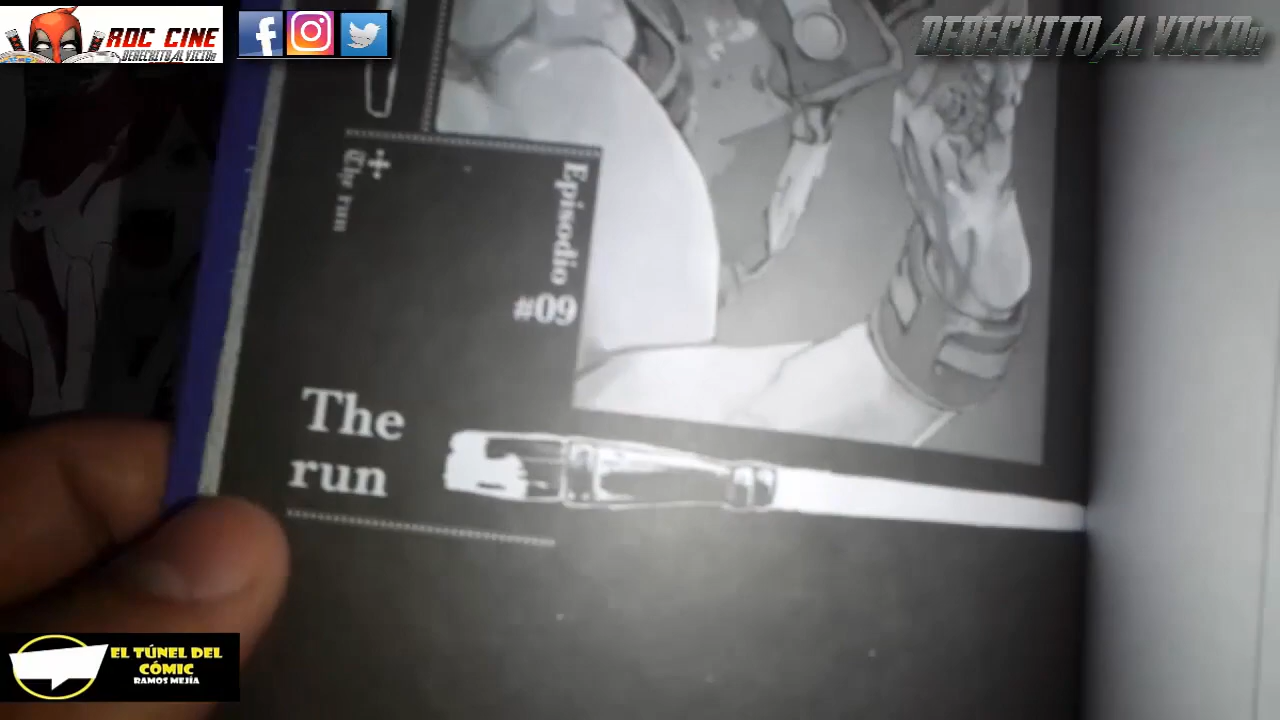 ROC CINE
DERECHITO AL VICIO!!
DERECHITO AL VICIO!!
The run
Episodio
#09
The
run
EL TÚNEL DEL
CÓMIC
RAMOS MEJÍA